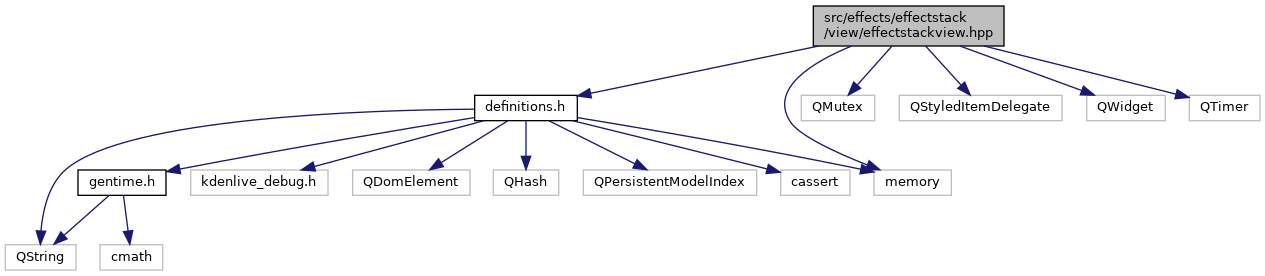 src/effects/effectstack
/view/effectstackview.hpp
definitions.h
QMutex
QStyledItemDelegate
QWidget
QTimer
gentime.h
kdenlive_debug.h
QDomElement
QHash
QPersistentModelIndex
cassert
memory
QString
cmath